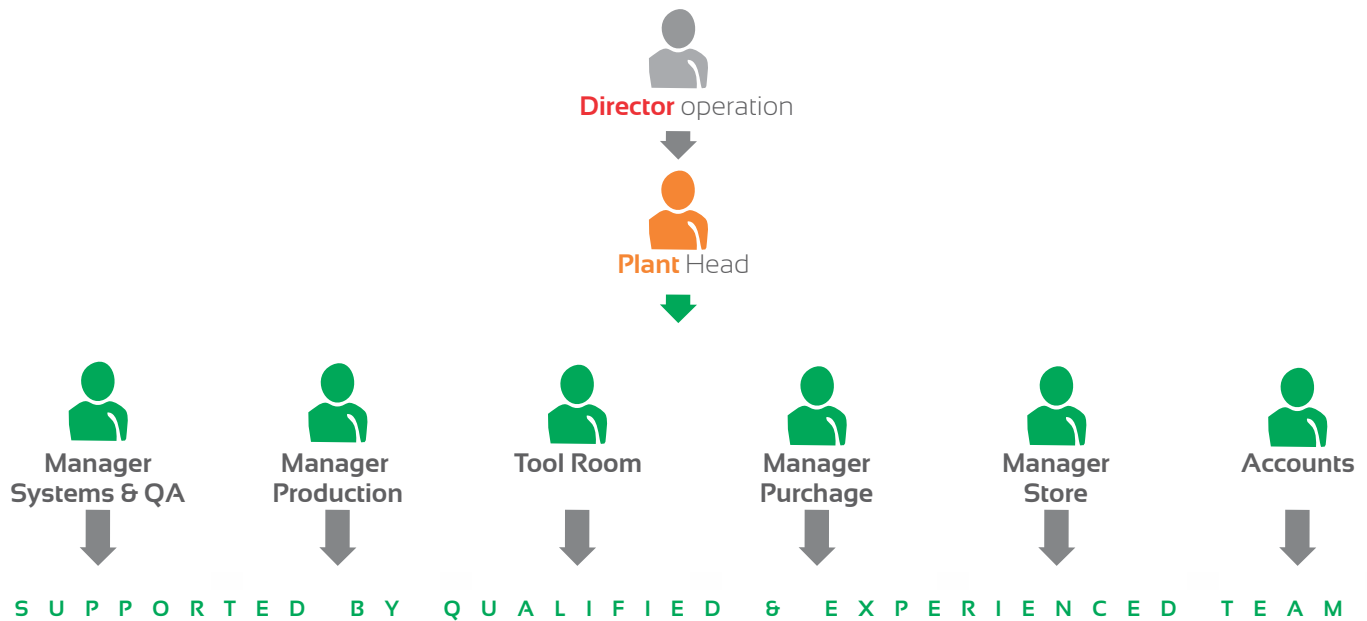 Director operation
Plant Head
Manager
Systems & QA
Manager
Production
Tool Room
Manager
Purchage
Manager
Store
Accounts
SUPPORTED BY QUALIFIED & EXPERIENCED TEAM